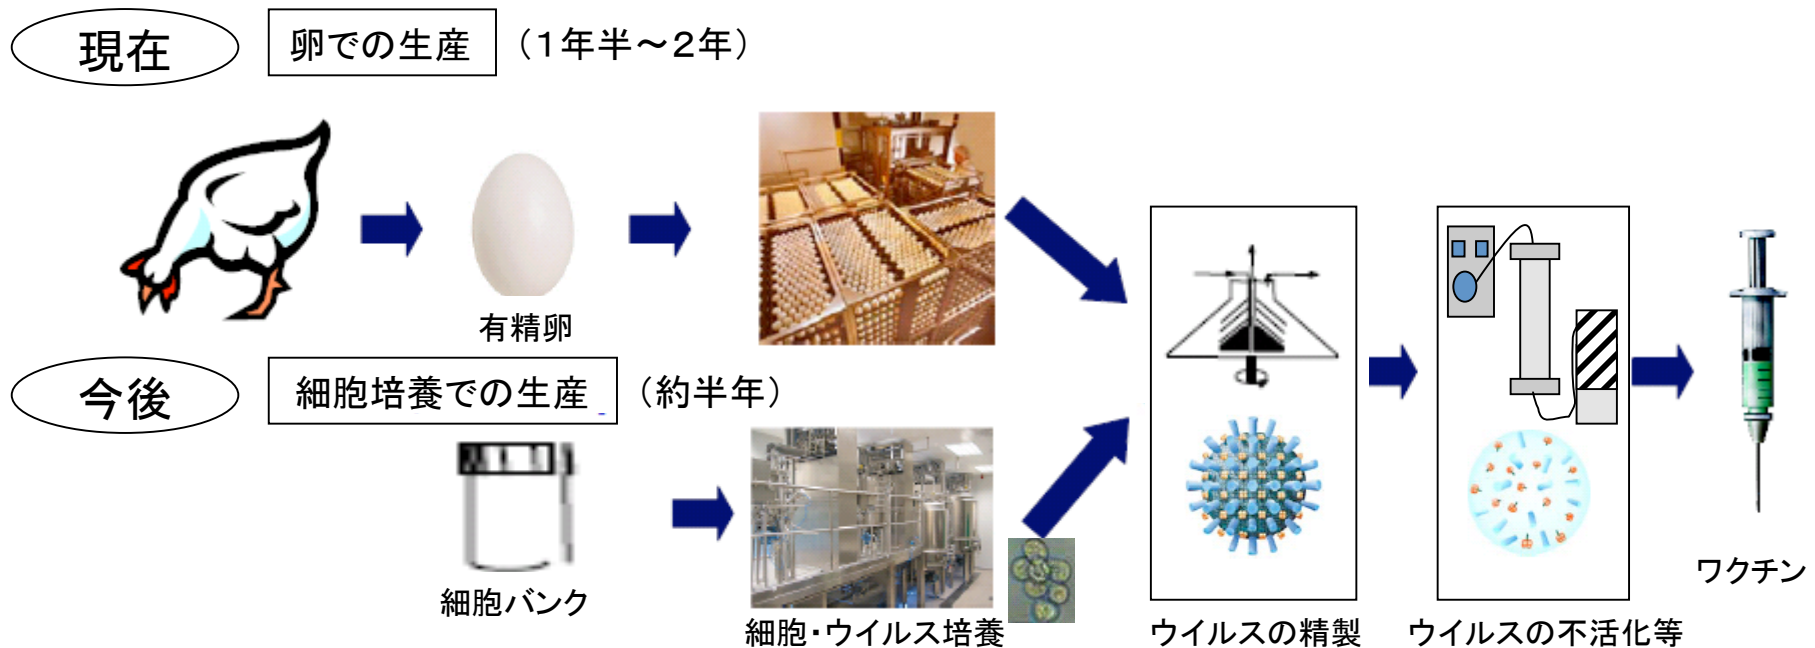 現在
卵での生産
(1年半～2年)
有精卵
今後
細胞培養での生産
(約半年)
細胞バンク
細胞・ウイルス培養
ウイルスの精製
ウイルスの不活化等
ワクチン